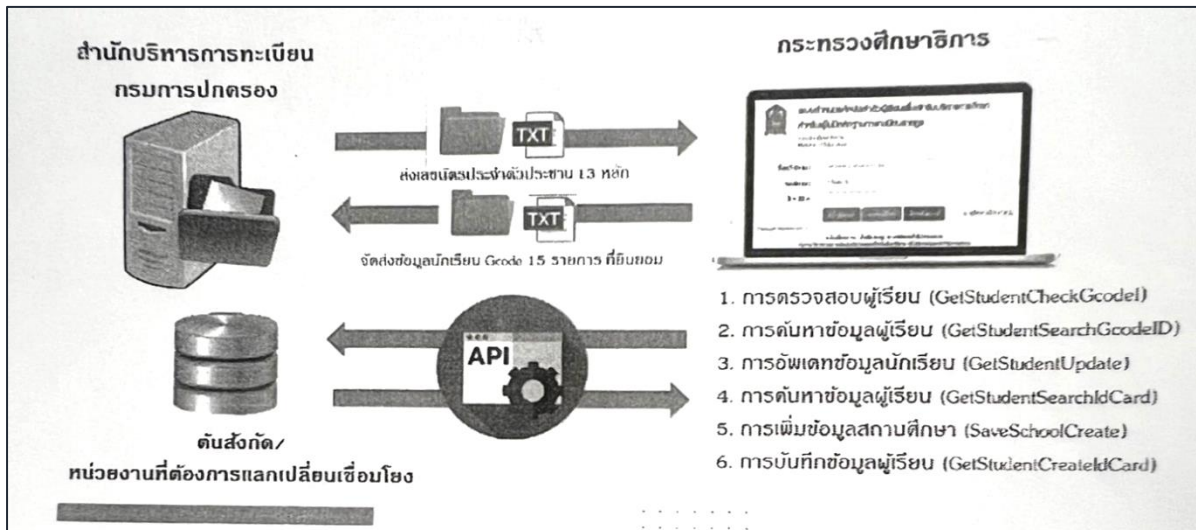 สำนักบริหารการทะเบียน
กรมการปกครอง
กระทรวงศึกษาธิการ
TXT
ส่งเลขบัตรประจำตัวประชาชน 13 หลัก
TXT
จัดส่งข้อมูลนักเรียน Gcode 15 รายการ ที่ยินยอม
API
ต้นสังกัด/
หน่วยงานที่ต้องการแลกเปลี่ยนเชื่อมโยง
1. การตรวจสอบผู้เรียน (GetStudentCheckGcodeI)
2. การค้นหาข้อมูลผู้เรียน (GetStudentSearchGcodeID)
3. การอัพเดทข้อมูลนักเรียน (GetStudentUpdate)
4. การค้นหาข้อมูลผู้เรียน (GetStudentSearchIdCard)
5. การเพิ่มข้อมูลสถานศึกษา (SaveSchoolCreate)
6. การบันทึกข้อมูลผู้เรียน (GetStudentCreateIdCard)